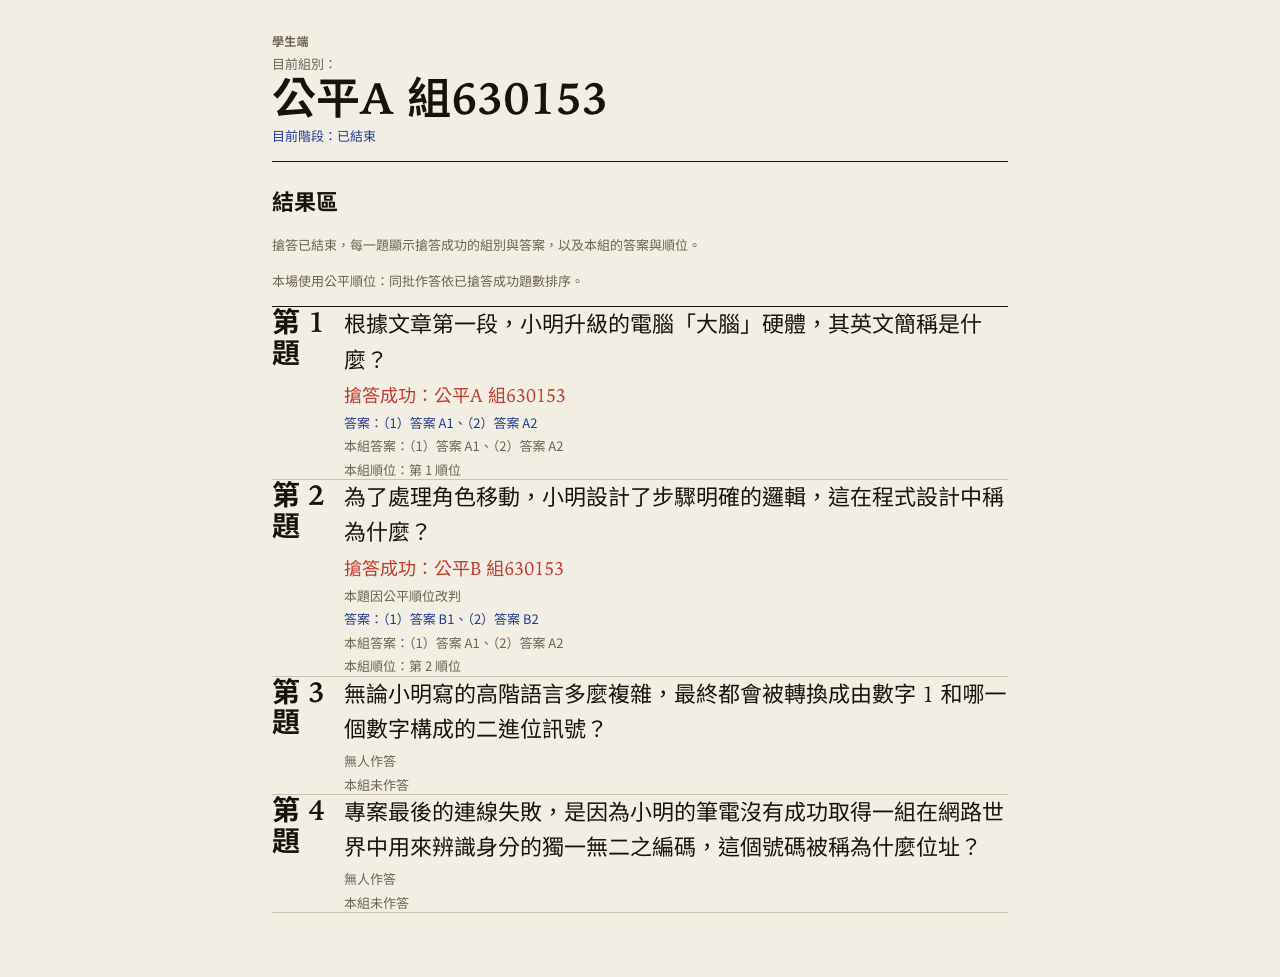 學生端
目前組別：
公平A 組630153
目前階段：已結束
結果區
搶答已結束，每一題顯示搶答成功的組別與答案，以及本組的答案與順位。
本場使用公平順位：同批作答依已搶答成功題數排序。
第 1
題
根據文章第一段，小明升級的電腦「大腦」硬體，其英文簡稱是什
麼？
搶答成功：公平A 組630153
答案：（1）答案 A1、（2）答案 A2
本組答案：（1）答案 A1、（2）答案 A2
本組順位：第 1 順位
第 2
題
為了處理角色移動，小明設計了步驟明確的邏輯，這在程式設計中稱
為什麼？
搶答成功：公平B 組630153
本題因公平順位改判
答案：（1）答案 B1、（2）答案 B2
本組答案：（1）答案 A1、（2）答案 A2
本組順位：第 2 順位
第 3
題
無論小明寫的高階語言多麼複雜，最終都會被轉換成由數字 1 和哪一
個數字構成的二進位訊號？
無人作答
本組未作答
第 4
題
專案最後的連線失敗，是因為小明的筆電沒有成功取得一組在網路世
界中用來辨識身分的獨一無二之編碼，這個號碼被稱為什麼位址？
無人作答
本組未作答